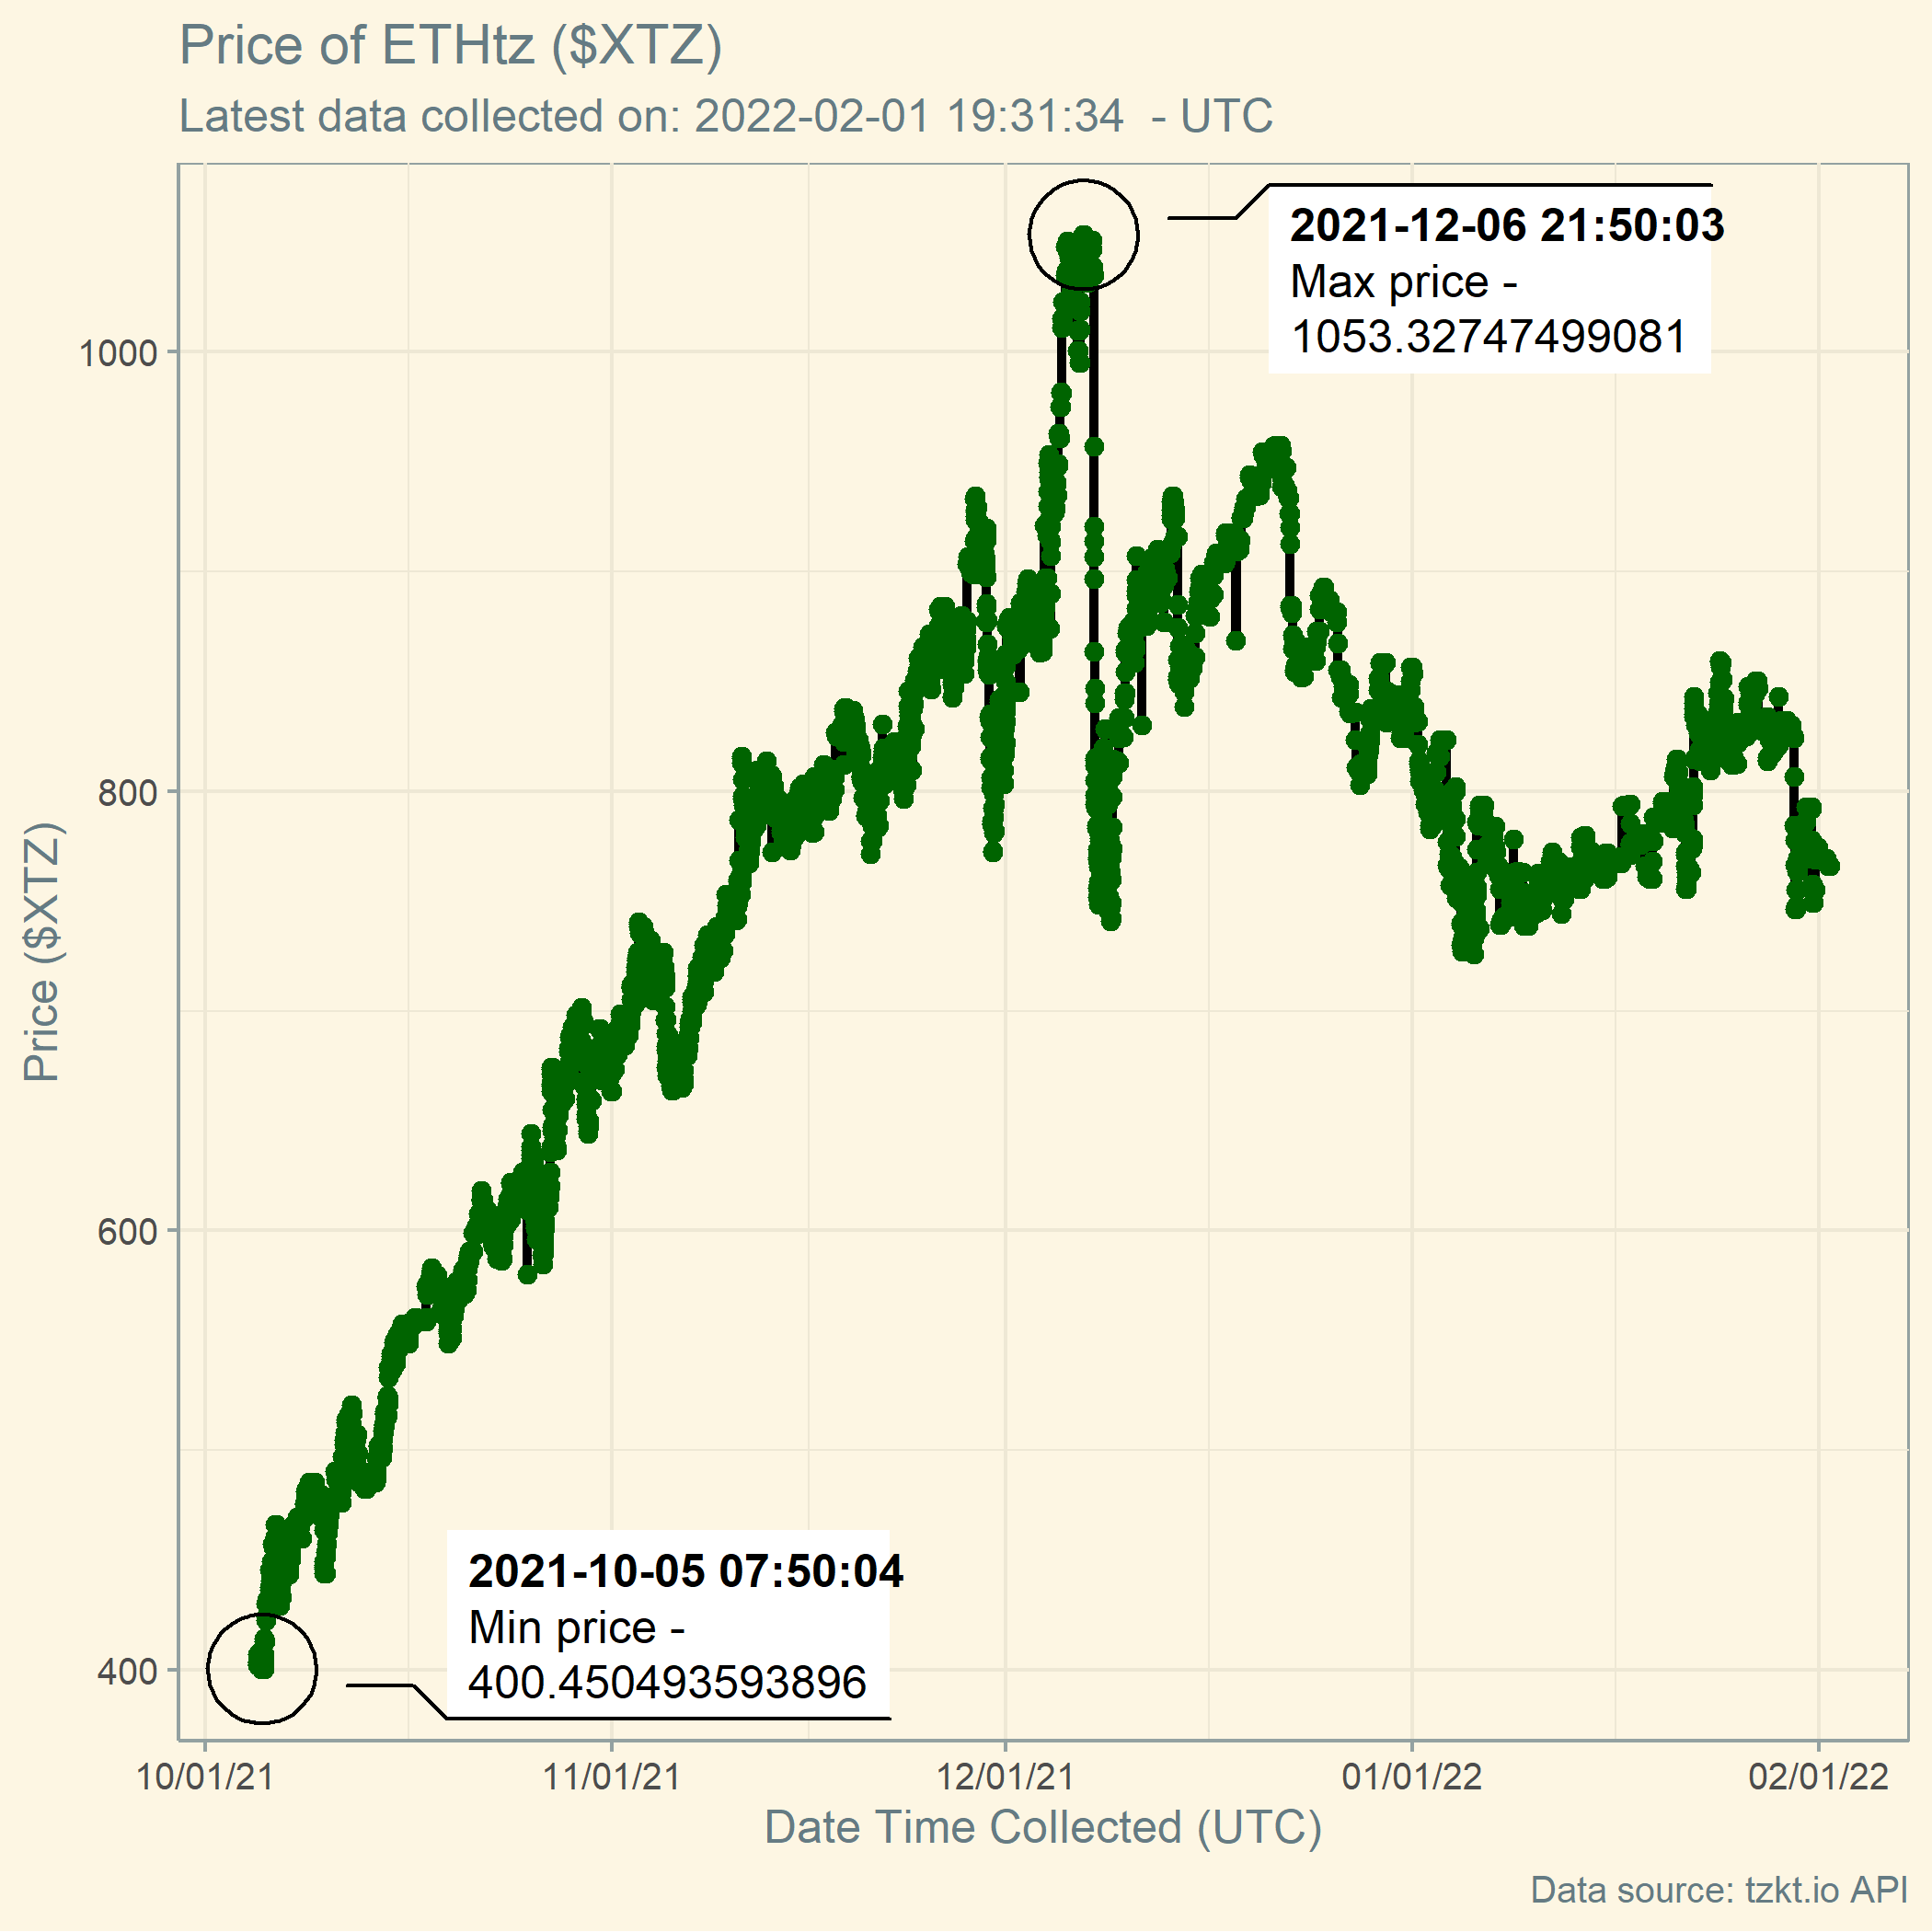 Price of ETHtz ($XTZ)
Latest data collected on: 2022-02-01 19:31:34  - UTC
2021-12-06 21:50:03
Max price -
1053.32747499081
1000
800
600
400
Price ($XTZ)
2021-10-05 07:50:04
Min price -
400.450493593896
10/01/21 11/01/21 12/01/21 01/01/22 02/01/22
Date Time Collected (UTC)
Data source: tzkt.io API